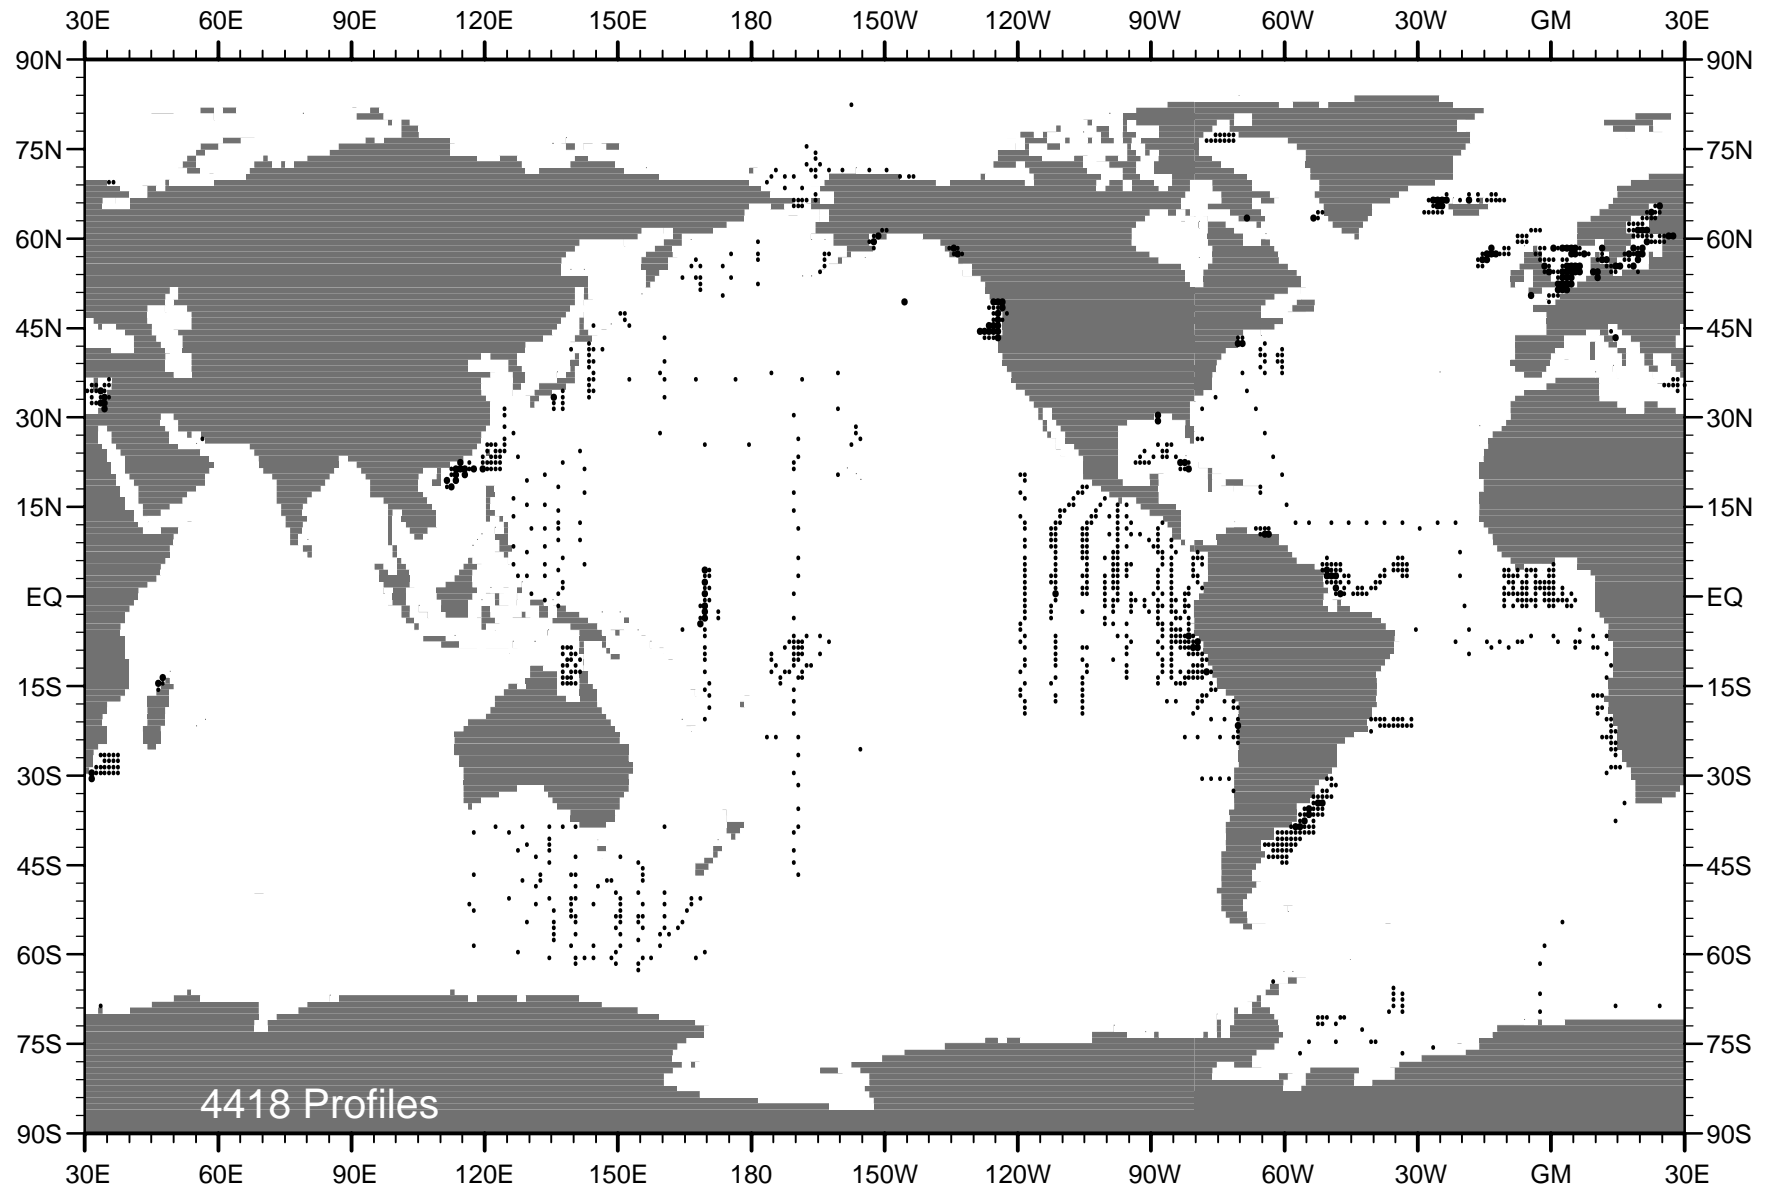 30E 60E 90E 120E 150E 180 150W 120W 90W 60W 30W GM 30E
90N 90N
75N 75N
60N 60N
45N 45N
30N 30N
15N 15N
EQ EQ
15S 15S
30S 30S
45S 45S
60S 60S
75S 75S
4418 Profiles
90S 90S
30E 60E 90E 120E 150E 180 150W 120W 90W 60W 30W GM 30E